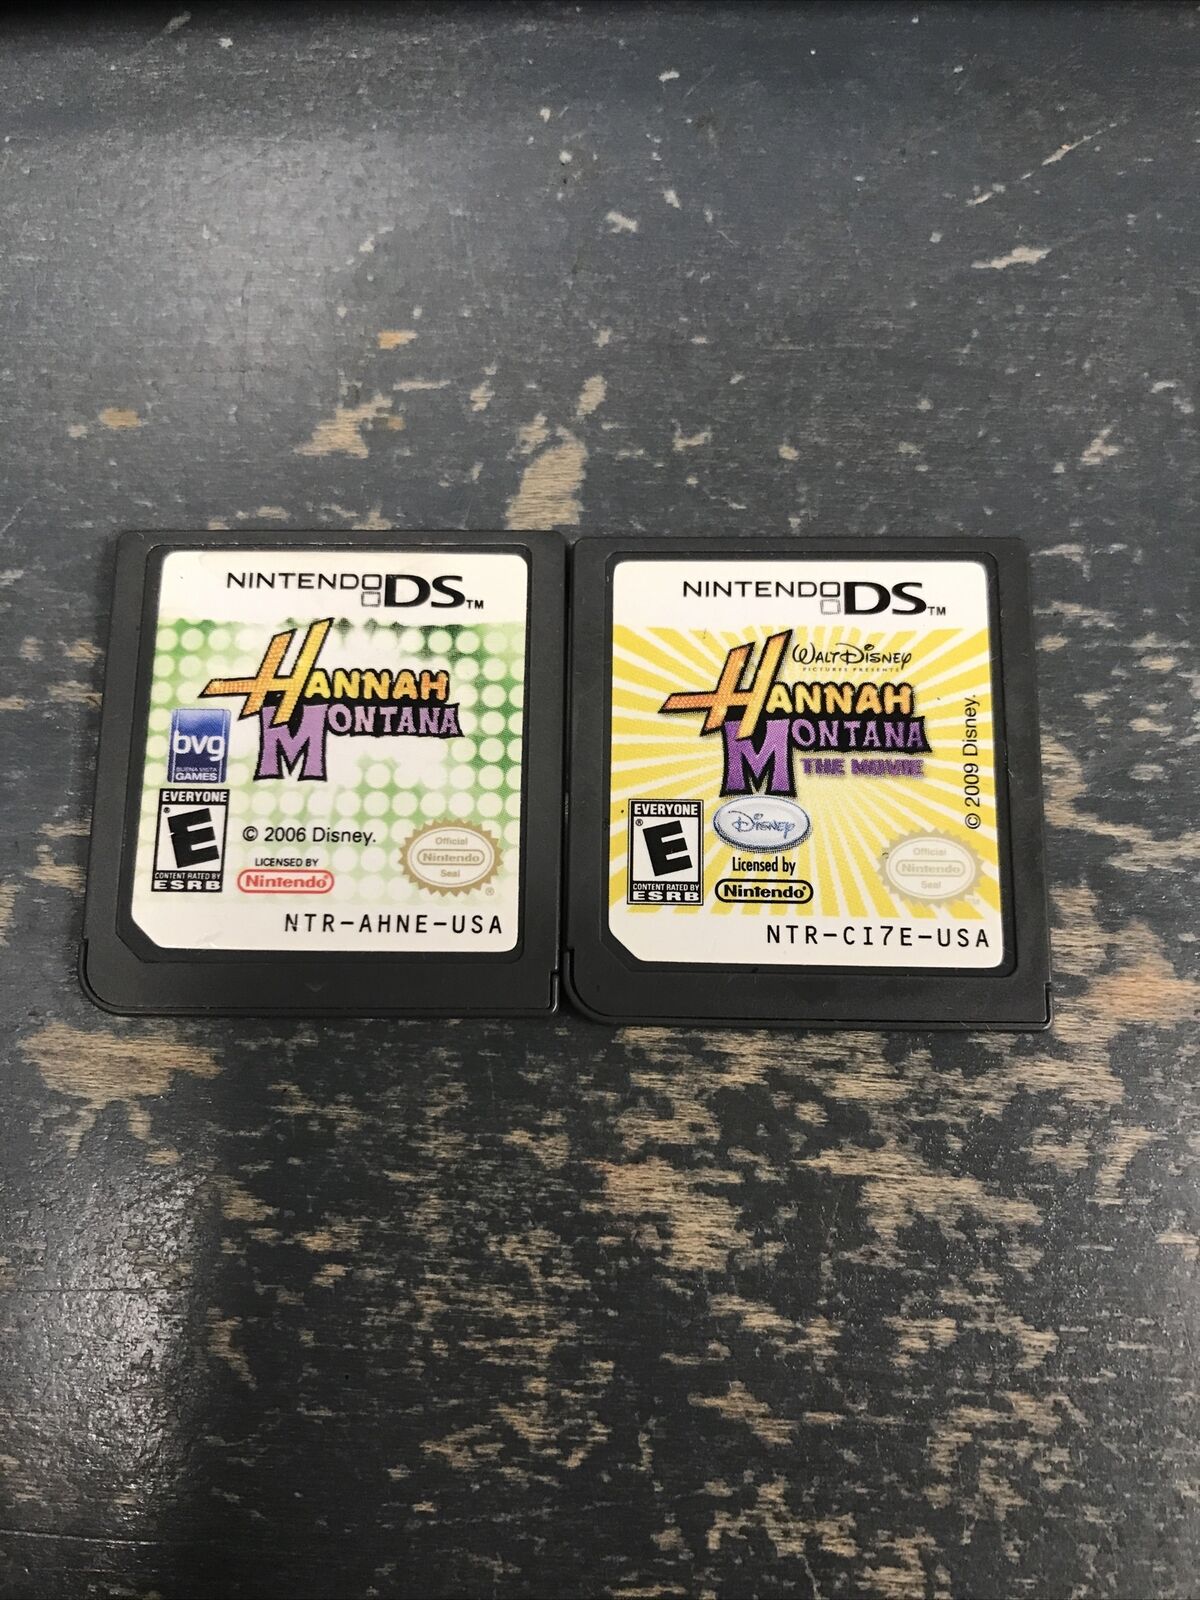 NINTENDO DS™
HANNAH
MONTANA
bvg
BUENA VISTA
GAMES
EVERYONE
E
CONTENT RATED BY
ESRB
© 2006 Disney.
LICENSED BY
Nintendo®
Official
Nintendo
Seal
®
NTR-AHNE-USA
NINTENDO DS™
WALT DISNEY
PICTURES PRESENTS
HANNAH
MONTANA
THE MOVIE
© 2009 Disney.
EVERYONE
E
CONTENT RATED BY
ESRB
Disney
Licensed by
Nintendo®
Official
Nintendo
Seal
™
NTR-CI7E-USA